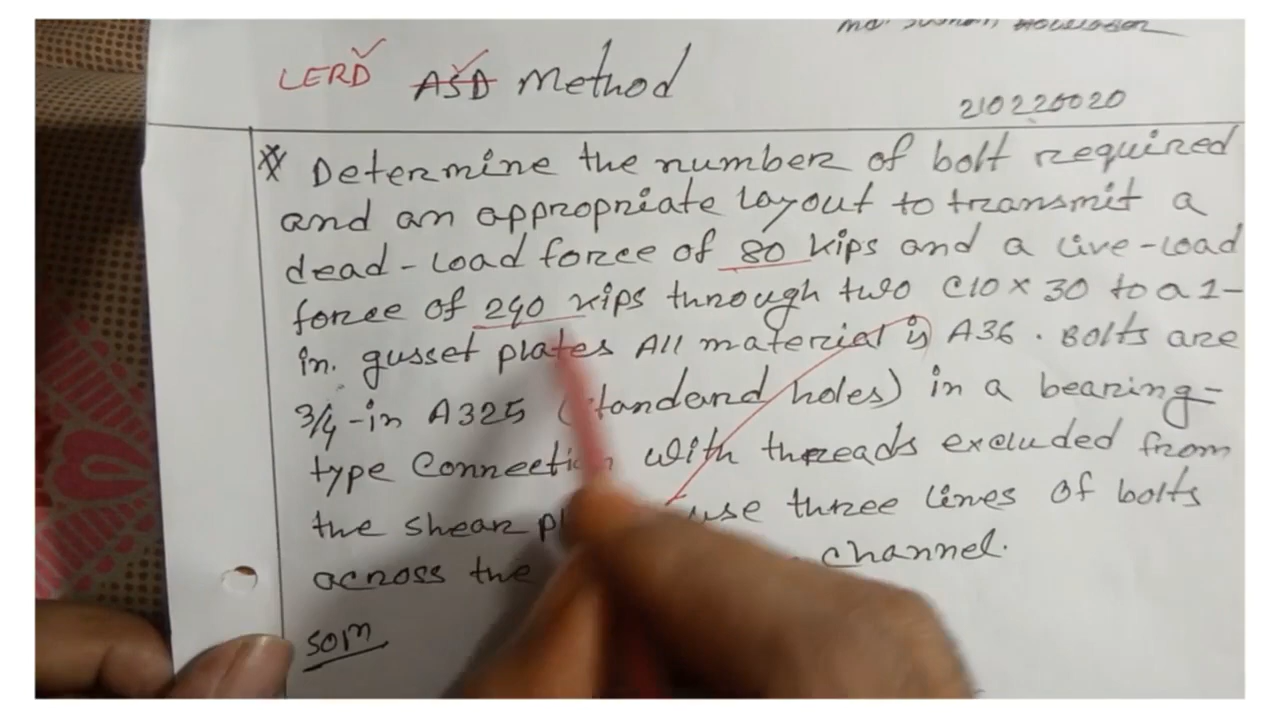 LERD ASD Method
210220020
Determine the number of bolt required
and an appropriate layout to transmit a
dead-load force of 80 kips and a live-load
force of 240 kips through two C10 × 30 to a 1-
in. gusset plates All material is A36. Bolts are
3/4-in A325 (standard holes) in a bearing-
type connection with threads excluded from
the shear use three lines of bolts
across the channel.
Soln